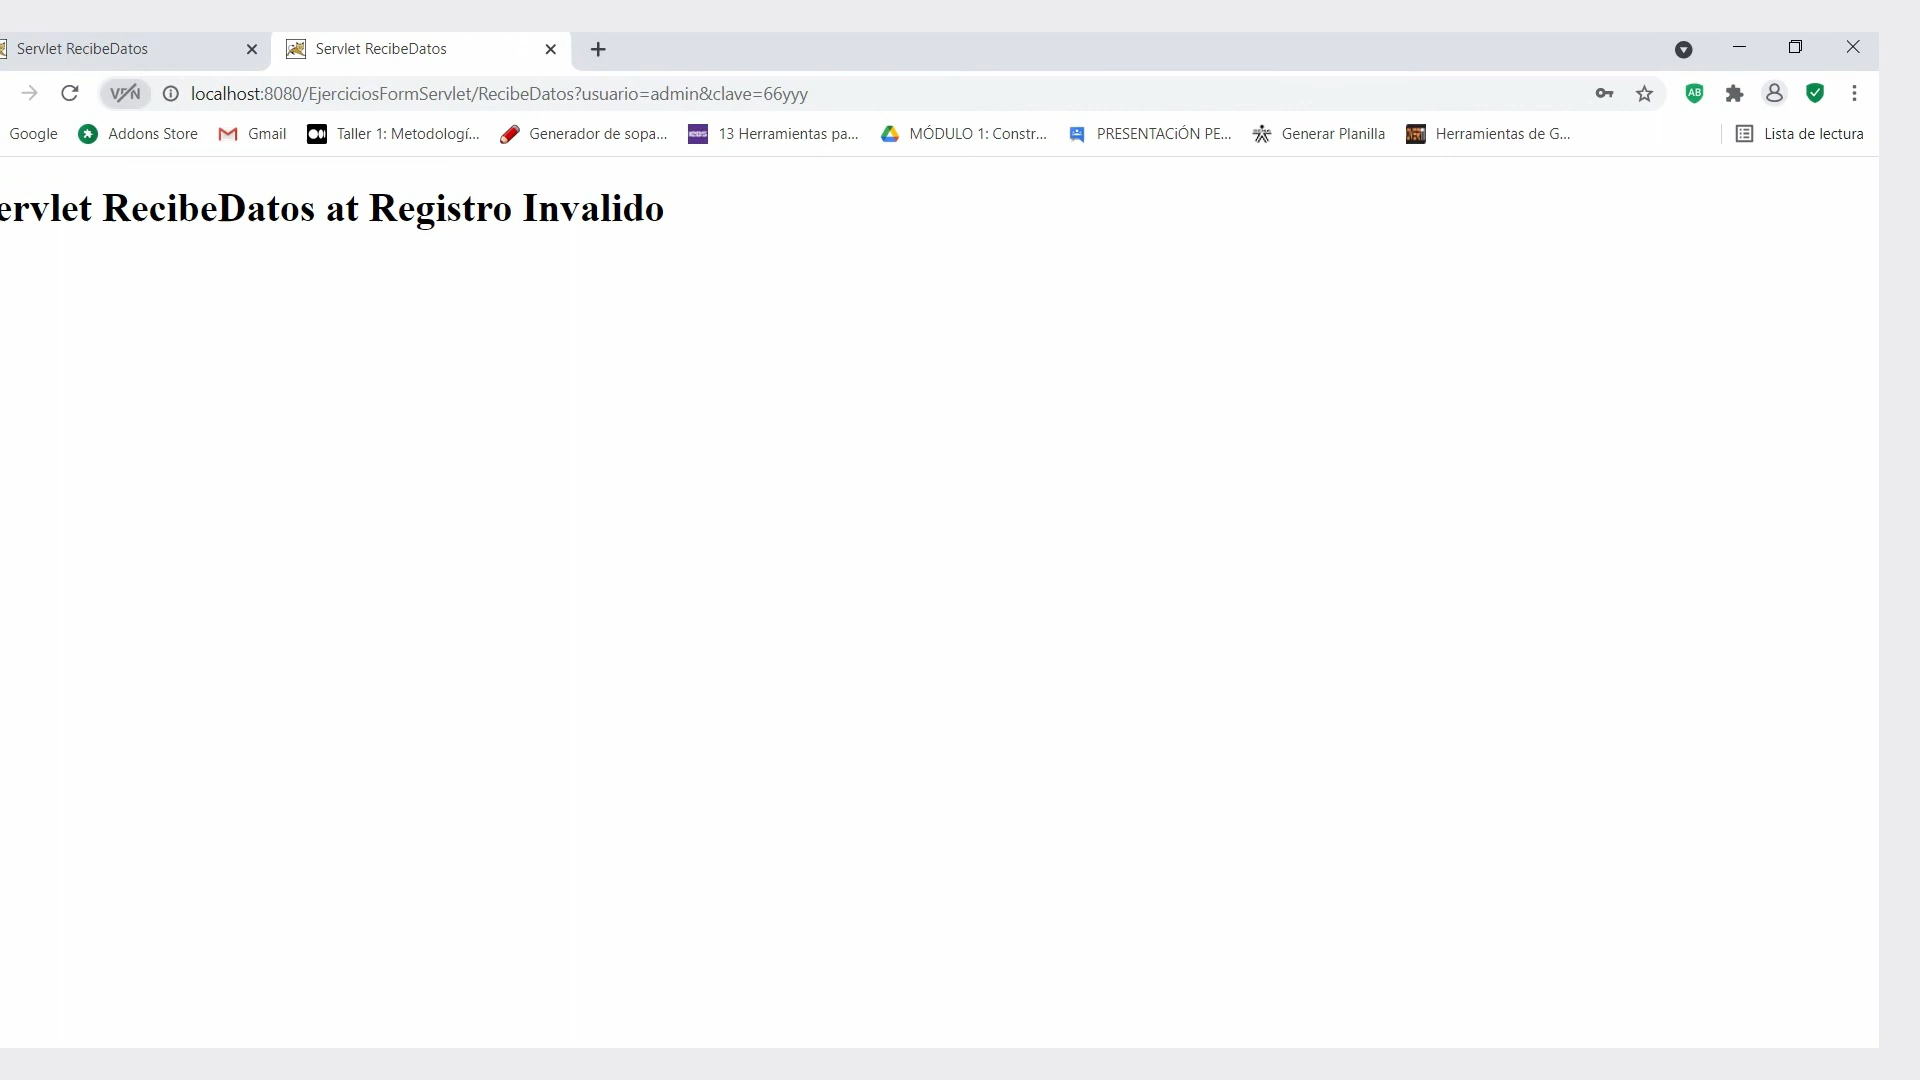 Servlet RecibeDatos
Servlet RecibeDatos
VPN
localhost:8080/EjerciciosFormServlet/RecibeDatos?usuario=admin&clave=66yyy
AB
Google
Addons Store
Gmail
Taller 1: Metodologí...
Generador de sopa...
13 Herramientas pa...
MÓDULO 1: Constr...
PRESENTACiÓN PE...
Generar Planilla
Herramientas de G...
Lista de lectura
ervlet RecibeDatos at Registro Invalido